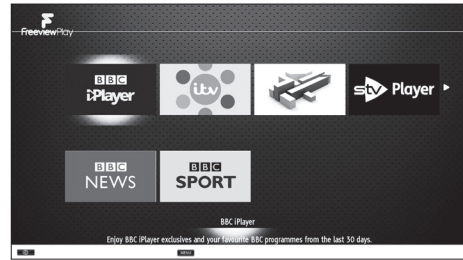 FreeviewPlay
BBC
iPlayer
itv
stv Player
BBC
NEWS
BBC
SPORT
BBC iPlayer
Enjoy BBC iPlayer exclusives and your favourite BBC programmes from the last 30 days.
MENU